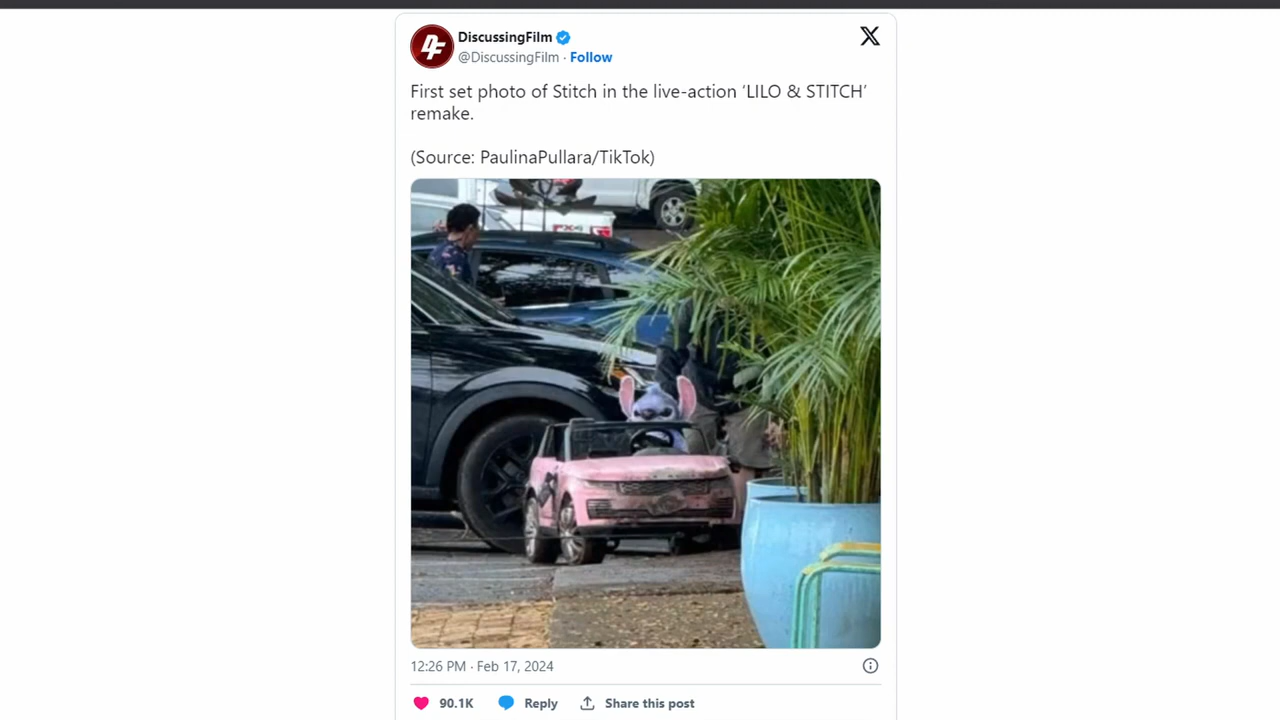 DiscussingFilm
@DiscussingFilm · Follow
First set photo of Stitch in the live-action ‘LILO & STITCH’
remake.
(Source: PaulinaPullara/TikTok)
12:26 PM · Feb 17, 2024
90.1K Reply Share this post